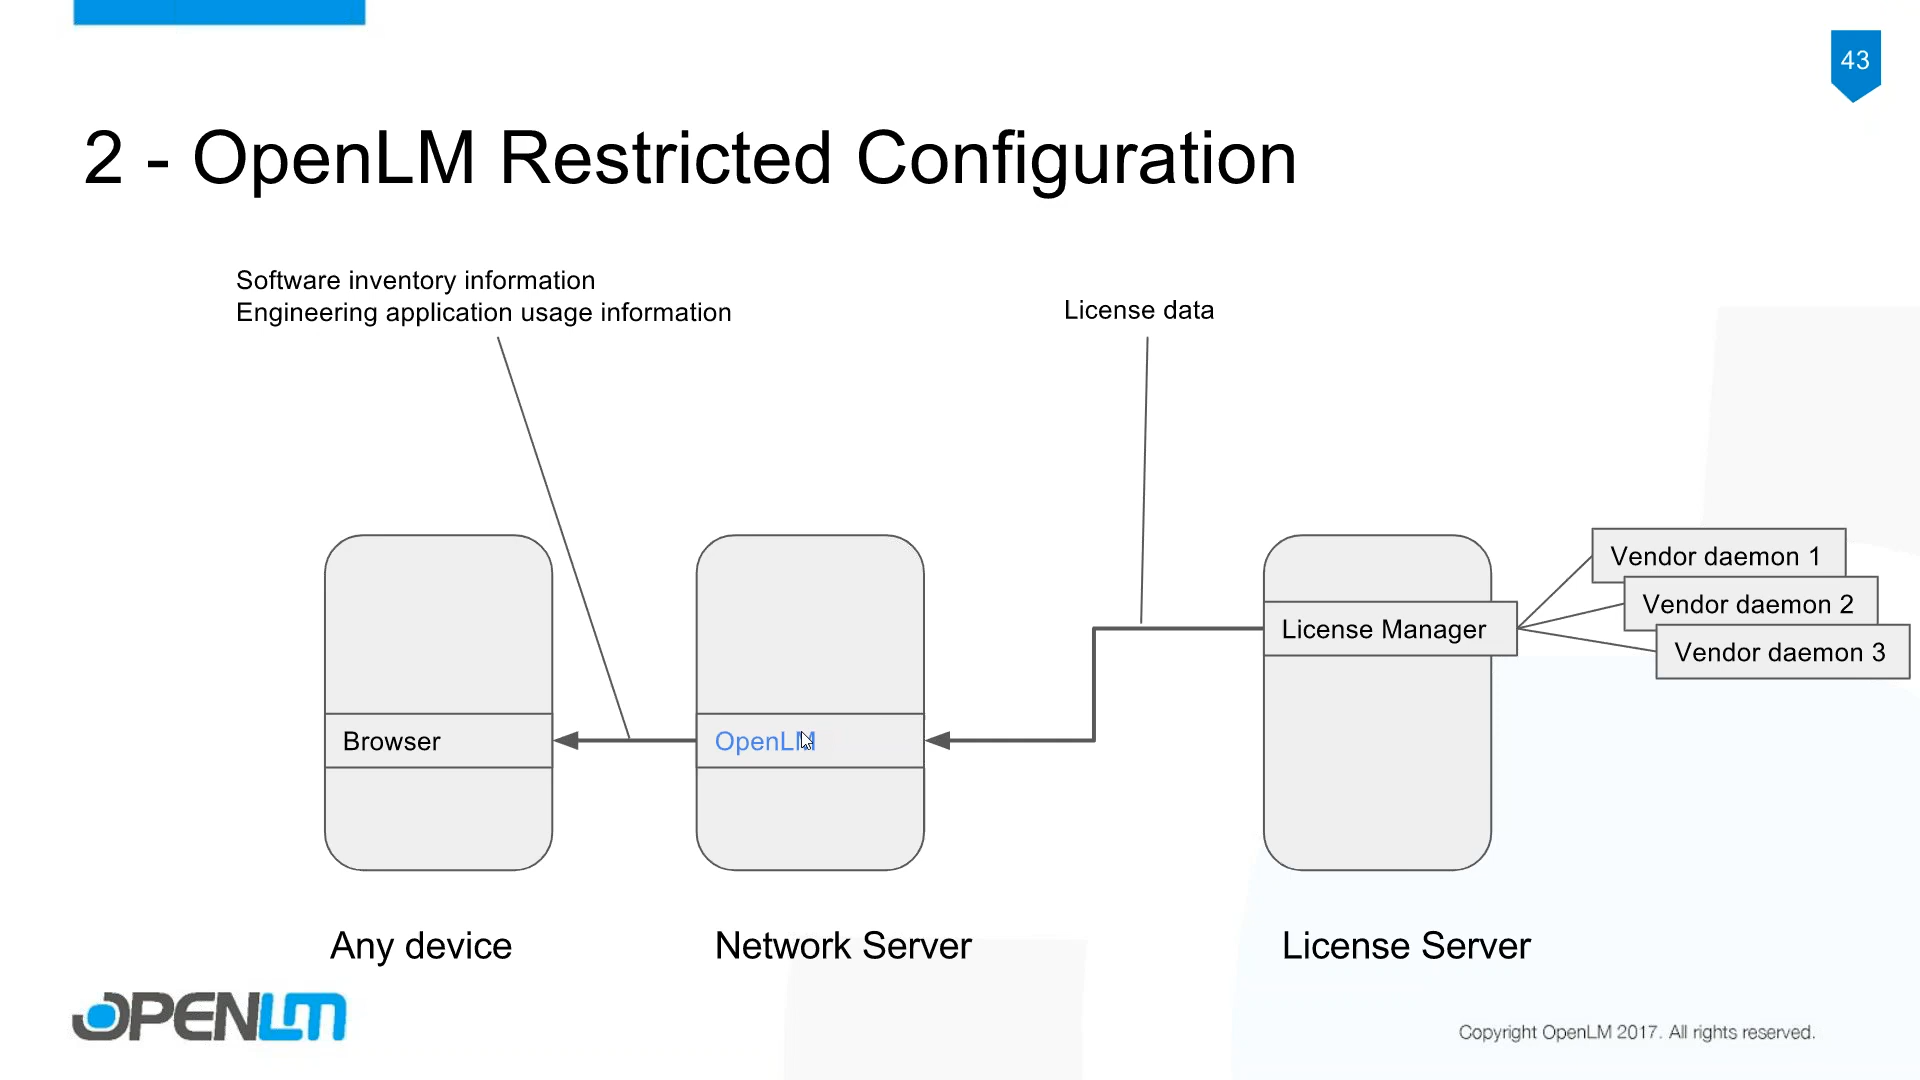 43
2 - OpenLM Restricted Configuration
Software inventory information
Engineering application usage information
License data
Vendor daemon 1
Vendor daemon 2
Vendor daemon 3
License Manager
Browser
OpenLM
Any device
Network Server
License Server
OPENLM
Copyright OpenLM 2017. All rights reserved.